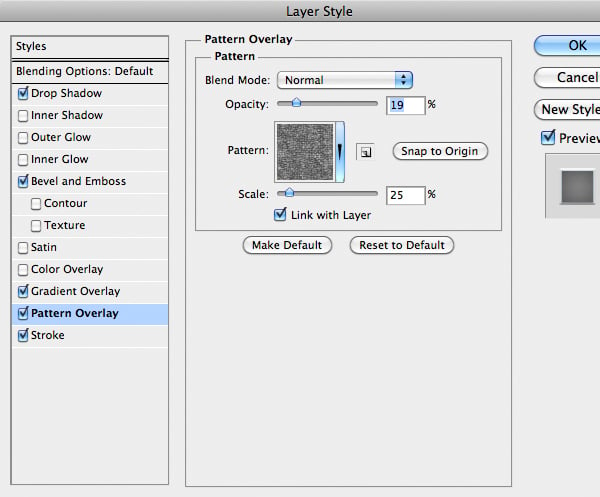 Layer Style
Styles
Blending Options: Default
Drop Shadow
Inner Shadow
Outer Glow
Inner Glow
Bevel and Emboss
Contour
Texture
Satin
Color Overlay
Gradient Overlay
Pattern Overlay
Stroke
Pattern Overlay
Pattern
Blend Mode: Normal
Opacity: 19 %
Pattern: Snap to Origin
Scale: 25 %
Link with Layer
Make Default Reset to Default
OK
Cancel
New Style
Preview